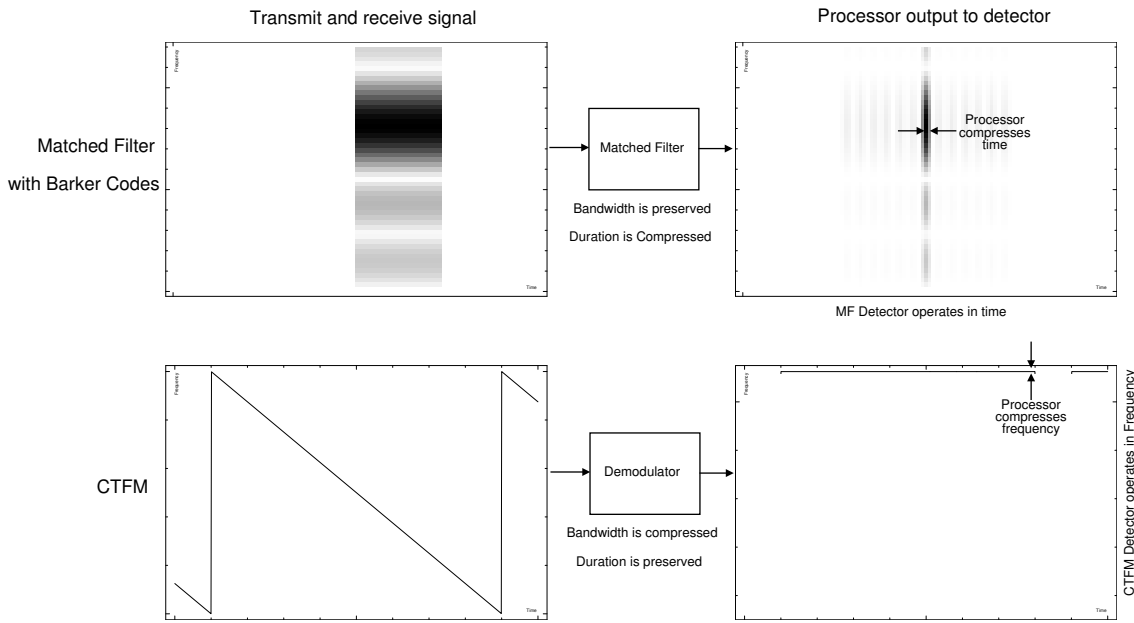 Transmit and receive signal
Processor output to detector
Frequency
Time
Matched Filter
with Barker Codes
Matched Filter
Bandwidth is preserved
Duration is Compressed
Frequency
Processor
compresses
time
Time
MF Detector operates in time
Frequency
Time
CTFM
Demodulator
Bandwidth is compressed
Duration is preserved
Frequency
Processor
compresses
frequency
Time
CTFM Detector operates in Frequency